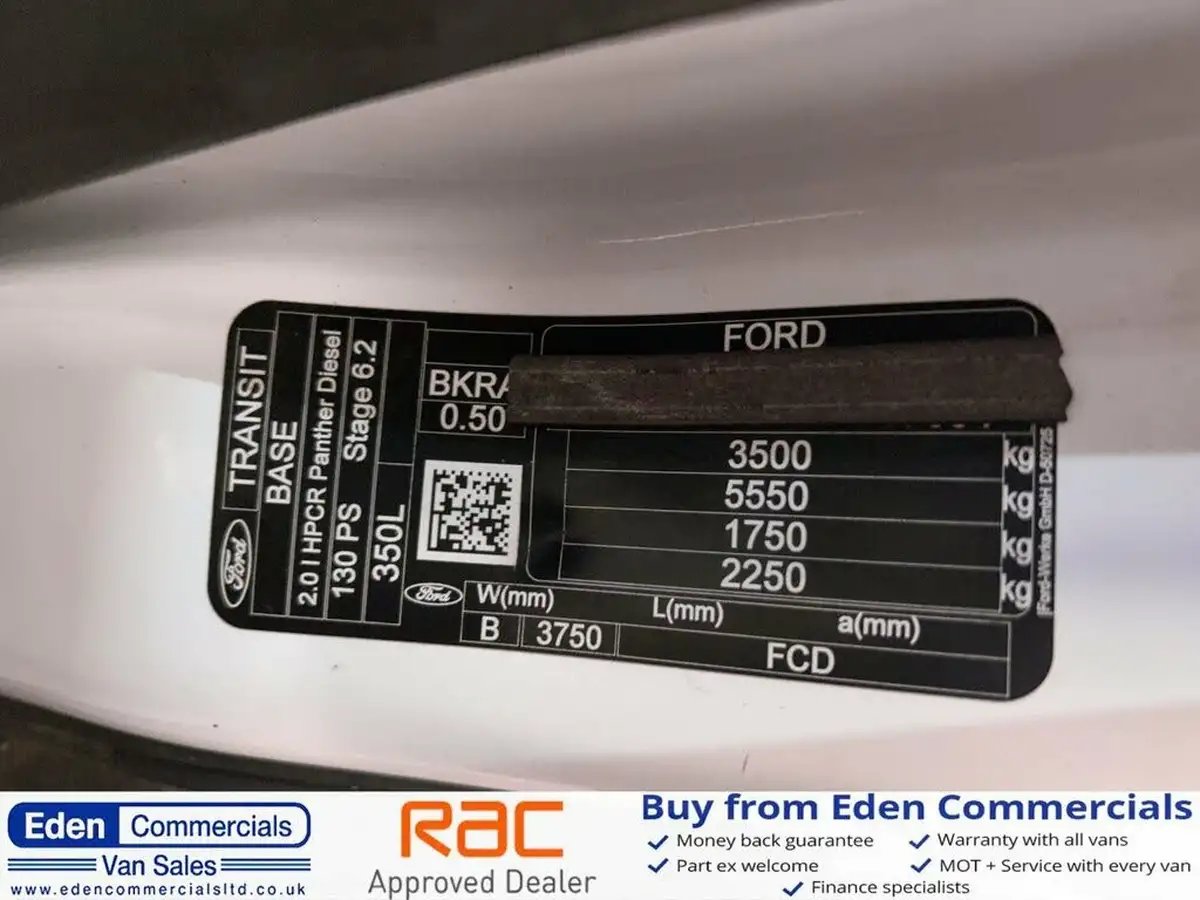 TRANSIT
BASE
2.0 l HPCR Panther Diesel
130 PS Stage 6.2
350L
Ford
BKRA
0.50
FORD
3500 kg
5550 kg
1750 kg
2250 kg
Ford-Werke GmbH D-50725
Ford
W(mm) L(mm) a(mm)
B 3750 FCD
Eden Commercials
Van Sales
www.edencommercialsltd.co.uk
RAC
Approved Dealer
Buy from Eden Commercials
Money back guarantee
Warranty with all vans
Part ex welcome
MOT + Service with every van
Finance specialists